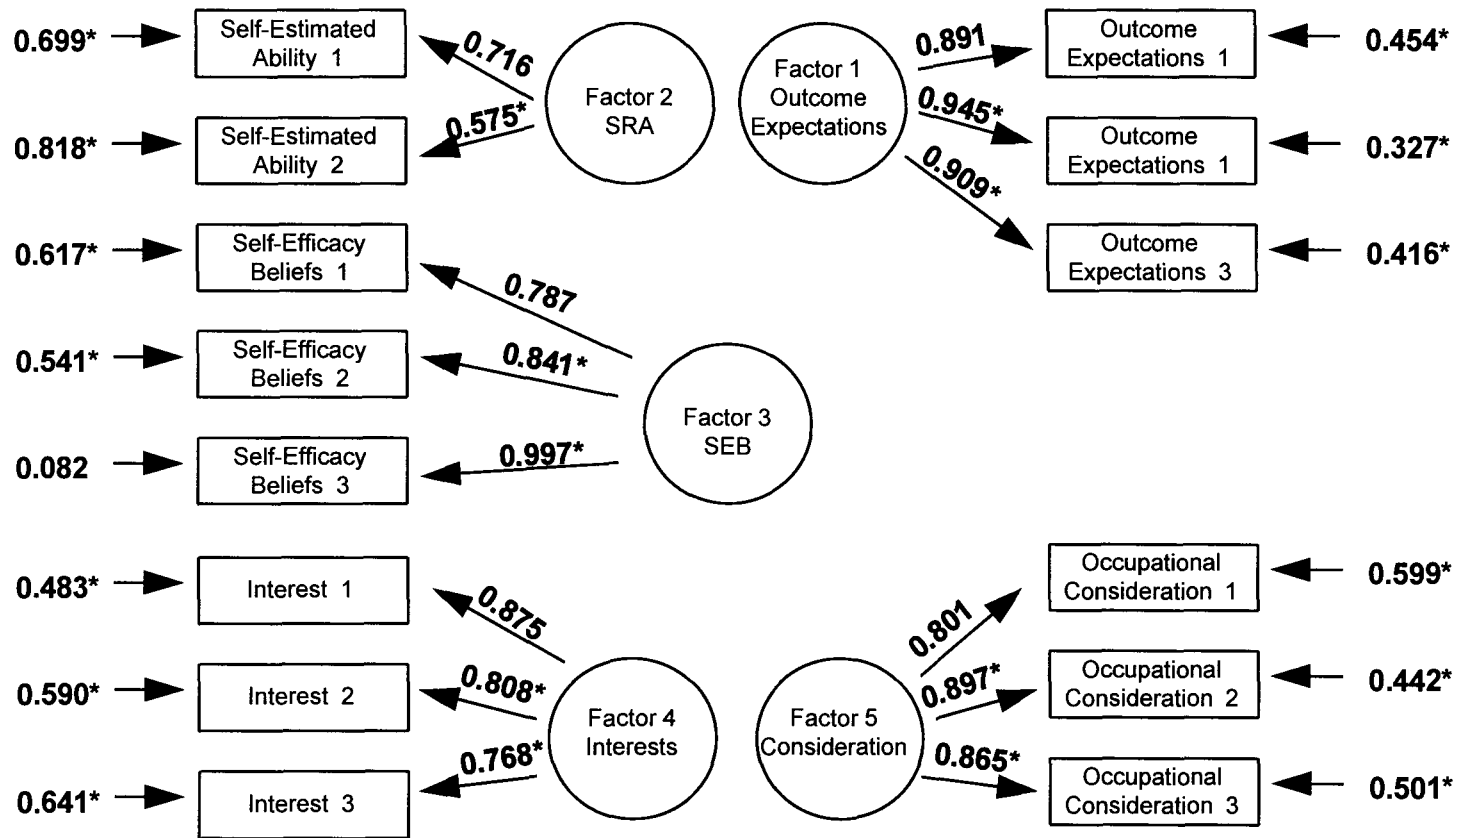 0.699*
Self-Estimated
Ability 1
0.716
Factor 2
SRA
0.818*
Self-Estimated
Ability 2
0.575*
Factor 1
Outcome
Expectations
0.891
Outcome
Expectations 1
0.454*
0.945*
Outcome
Expectations 1
0.327*
0.909*
Outcome
Expectations 3
0.416*
0.617*
Self-Efficacy
Beliefs 1
0.787
0.541*
Self-Efficacy
Beliefs 2
0.841*
Factor 3
SEB
0.082
Self-Efficacy
Beliefs 3
0.997*
0.483*
Interest 1
0.875
0.590*
Interest 2
0.808*
Factor 4
Interests
0.641*
Interest 3
0.768*
Factor 5
Consideration
0.801
Occupational
Consideration 1
0.599*
0.897*
Occupational
Consideration 2
0.442*
0.865*
Occupational
Consideration 3
0.501*